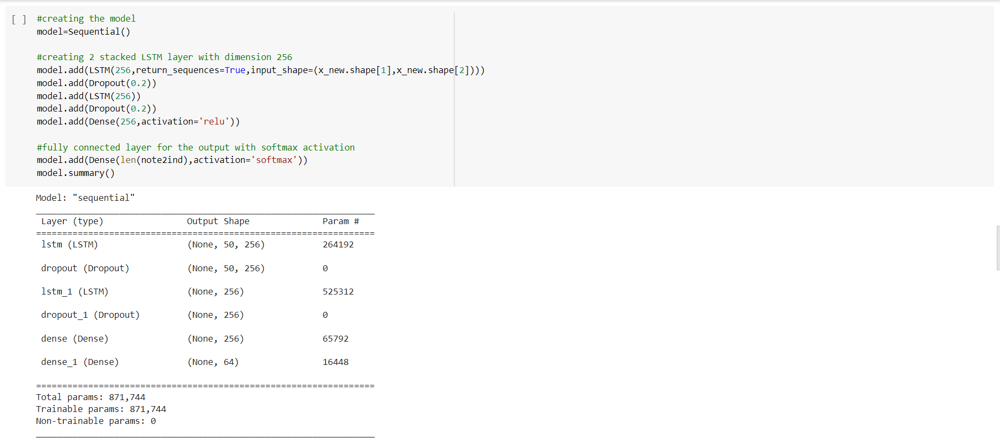 [ ] #creating the model
model=Sequential()
#creating 2 stacked LSTM layer with dimension 256
model.add(LSTM(256,return_sequences=True,input_shape=(x_new.shape[1],x_new.shape[2])))
model.add(Dropout(0.2))
model.add(LSTM(256))
model.add(Dropout(0.2))
model.add(Dense(256,activation='relu'))
#fully connected layer for the output with softmax activation
model.add(Dense(len(note2ind),activation='softmax'))
model.summary()
Model: "sequential"
_________________________________________________________________
Layer (type) Output Shape Param #
=================================================================
lstm (LSTM) (None, 50, 256) 264192
dropout (Dropout) (None, 50, 256) 0
lstm_1 (LSTM) (None, 256) 525312
dropout_1 (Dropout) (None, 256) 0
dense (Dense) (None, 256) 65792
dense_1 (Dense) (None, 64) 16448
=================================================================
Total params: 871,744
Trainable params: 871,744
Non-trainable params: 0
_________________________________________________________________